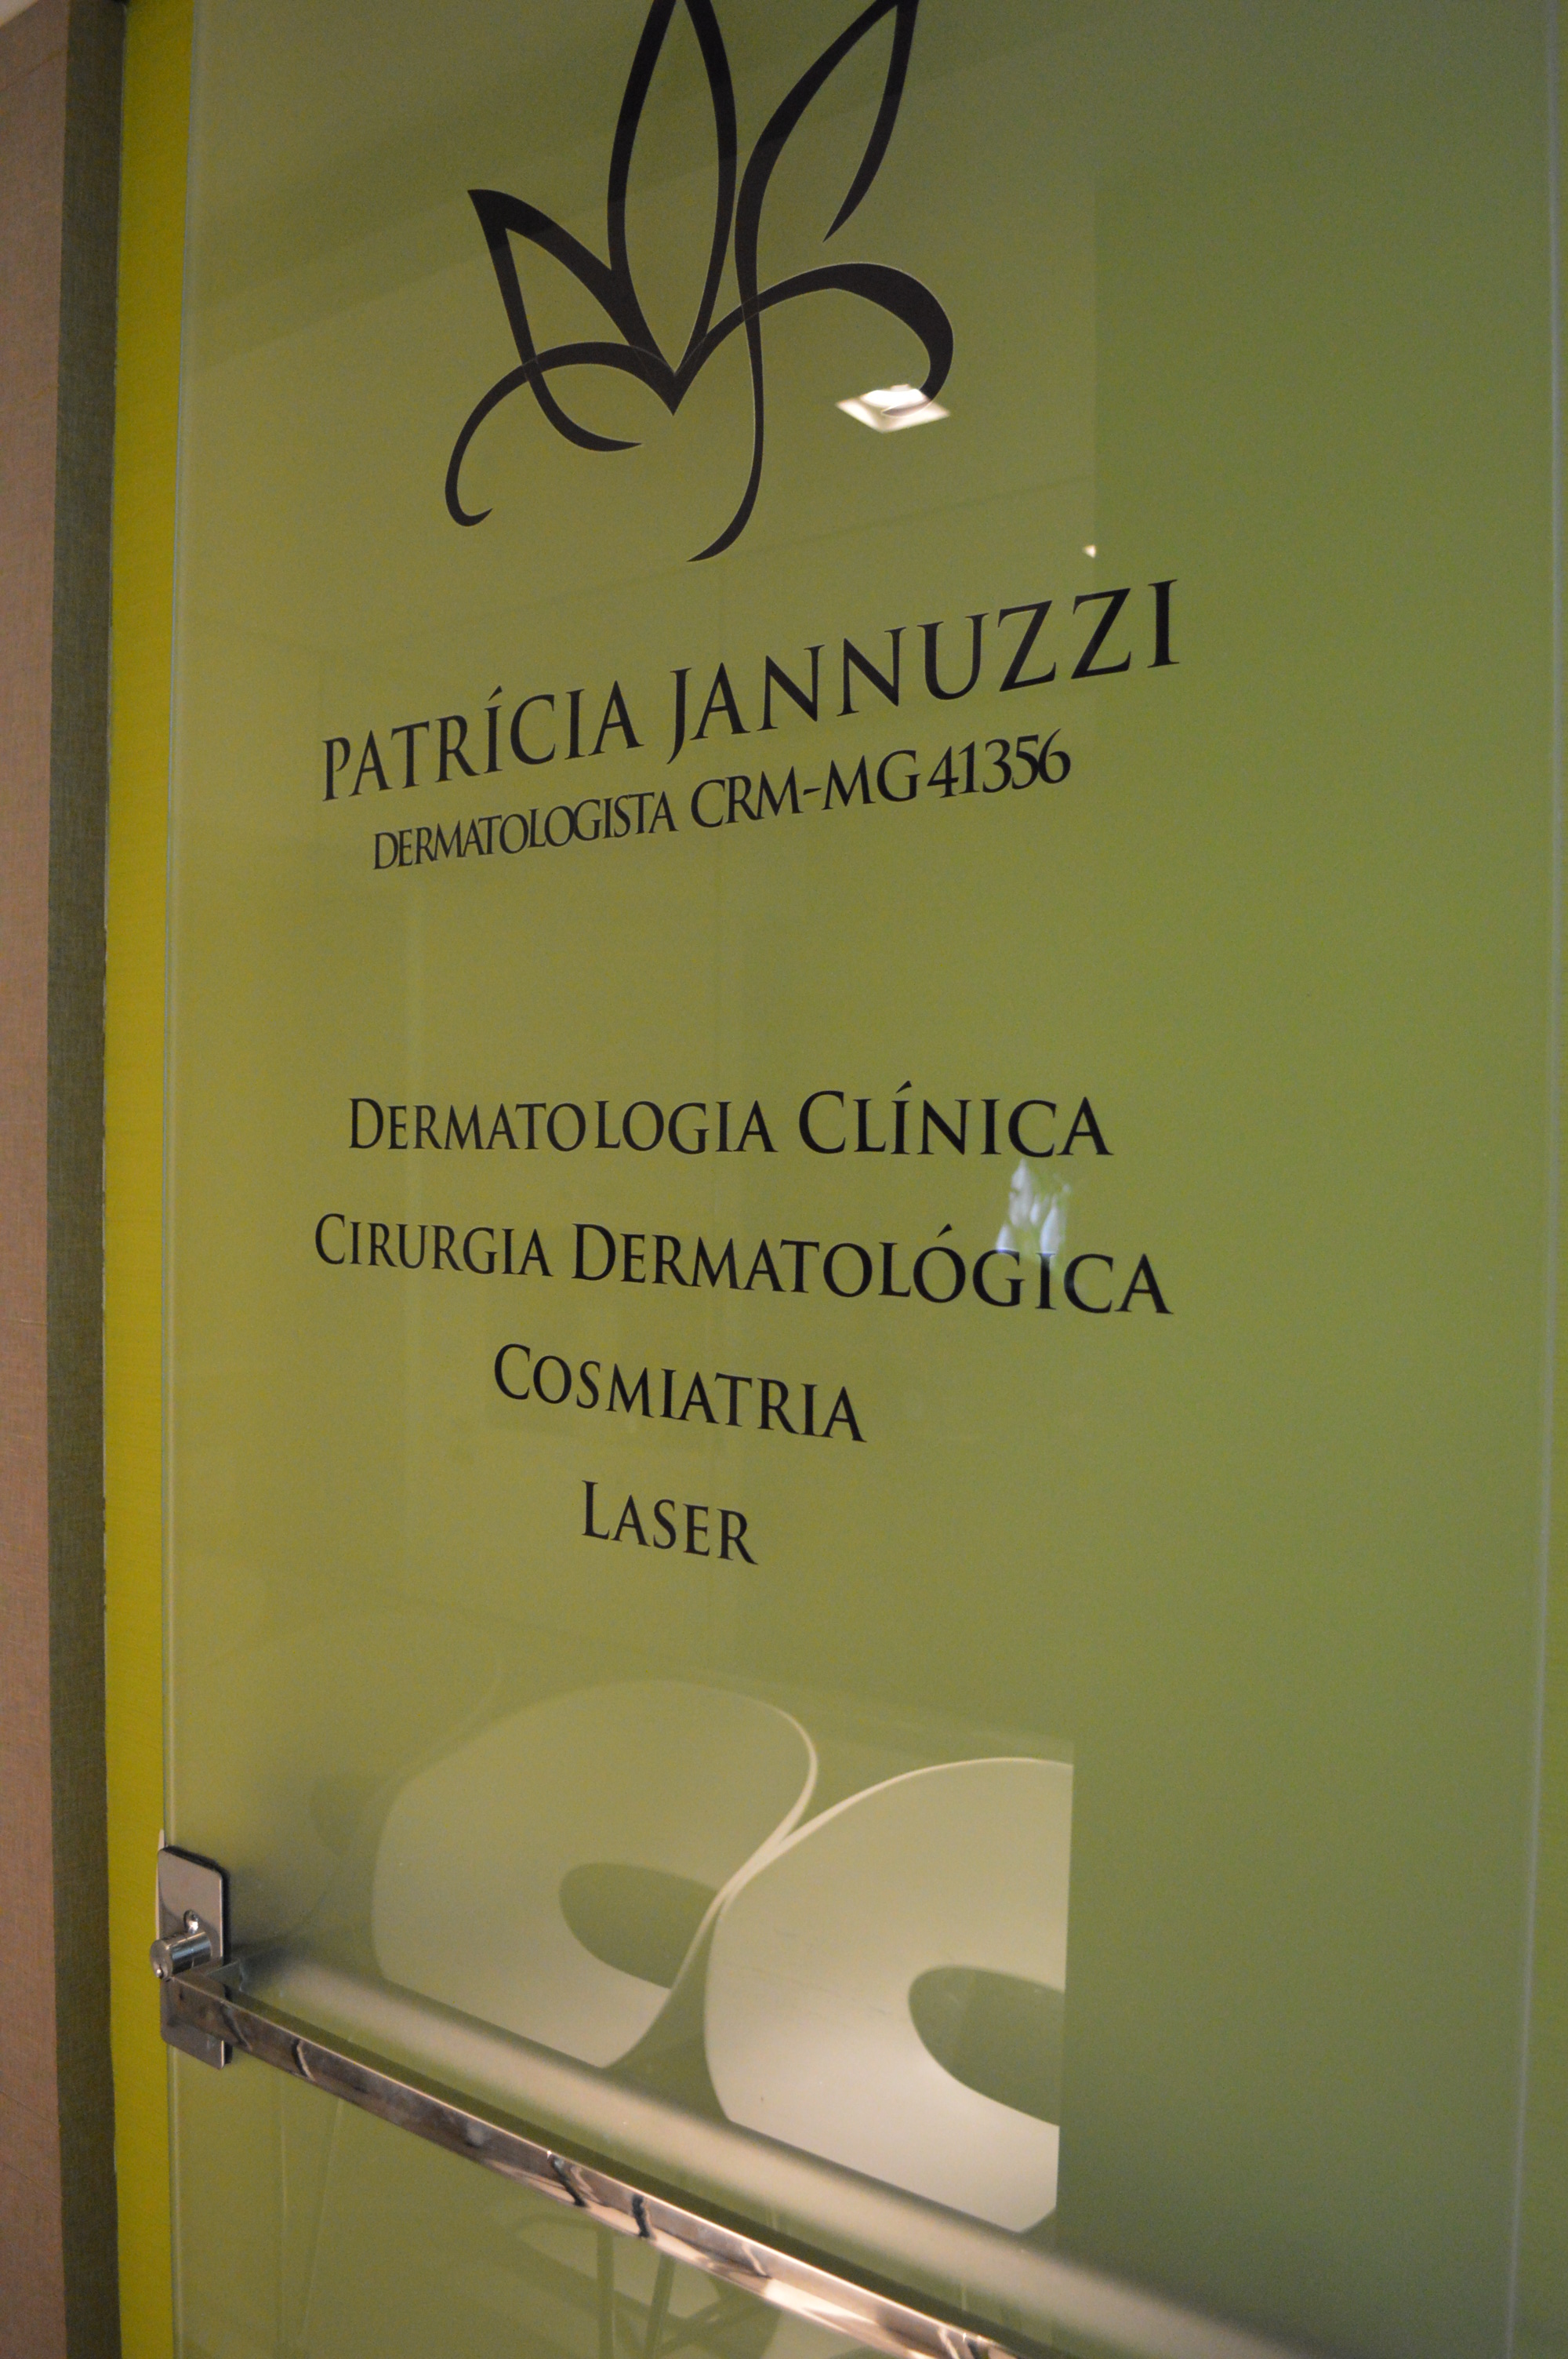 PATRÍCIA JANNUZZI
DERMATOLOGISTA CRM-MG 41356
DERMATOLOGIA CLÍNICA
CIRURGIA DERMATOLÓGICA
COSMIATRIA
LASER